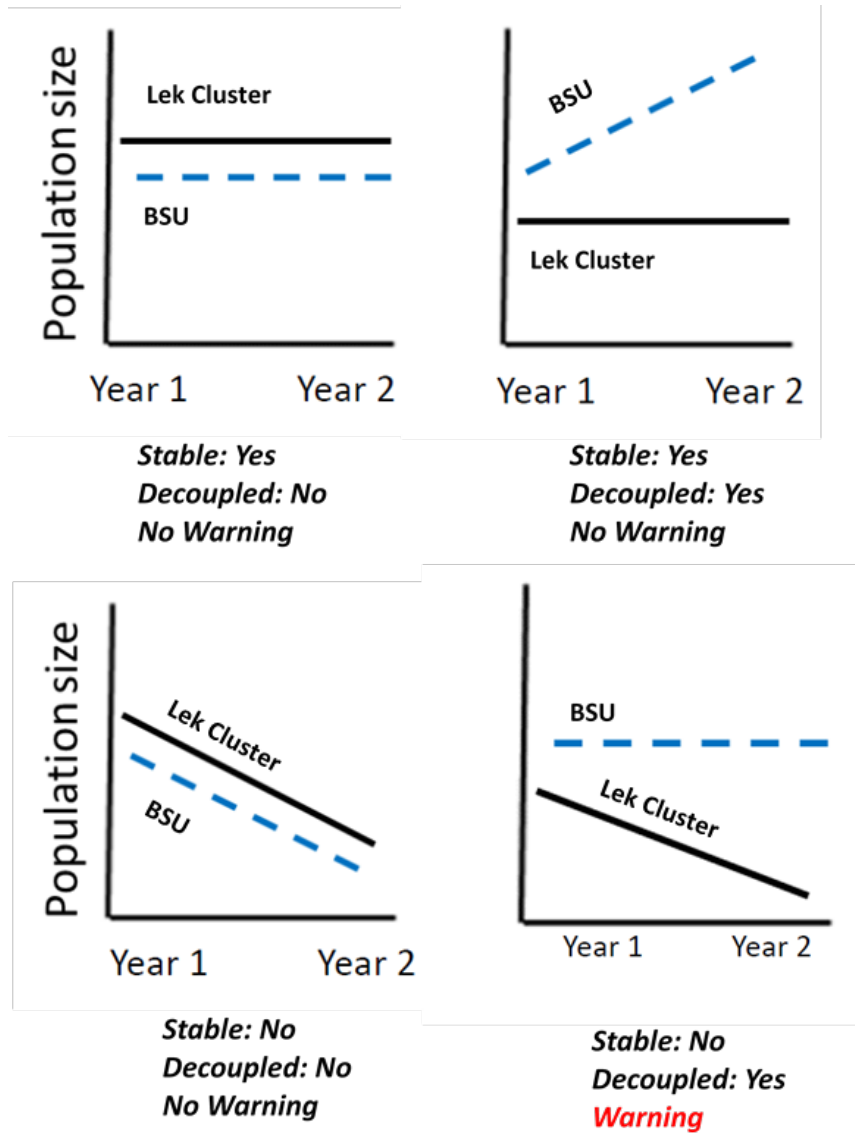 Population size
Lek Cluster
BSU
Year 1
Year 2
Stable: Yes
Decoupled: No
No Warning
BSU
Lek Cluster
Year 1
Year 2
Stable: Yes
Decoupled: Yes
No Warning
Population size
Lek Cluster
BSU
Year 1
Year 2
Stable: No
Decoupled: No
No Warning
BSU
Lek Cluster
Year 1
Year 2
Stable: No
Decoupled: Yes
Warning